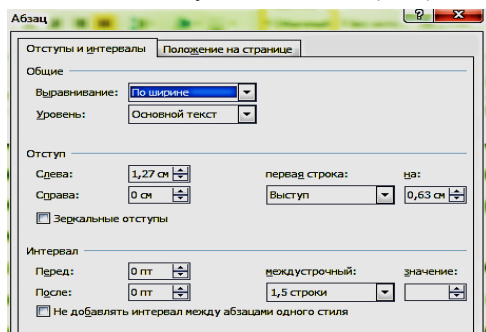 Абзац
Отступы и интервалы Положение на странице
Общие
Выравнивание: По ширине
Уровень: Основной текст
Отступ
Слева: 1,27 см первая строка: на:
Справа: 0 см Выступ 0,63 см
Зеркальные отступы
Интервал
Перед: 0 пт междустрочный: значение:
После: 0 пт 1,5 строки
Не добавлять интервал между абзацами одного стиля